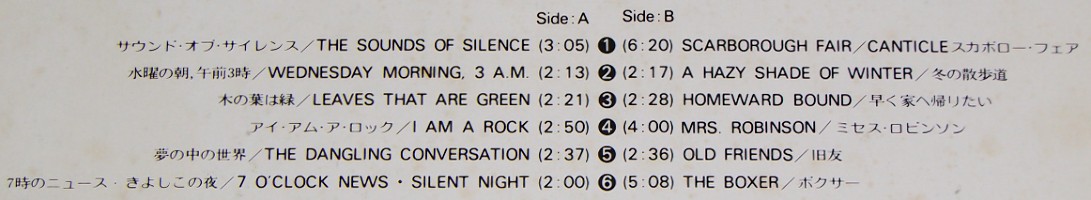 Side:A Side:B
サウンド・オブ・サイレンス/THE SOUNDS OF SILENCE (3:05) ❶ (6:20) SCARBOROUGH FAIR/CANTICLE スカボロー・フェア
水曜の朝,午前3時/WEDNESDAY MORNING, 3 A.M. (2:13) ❷ (2:17) A HAZY SHADE OF WINTER/冬の散歩道
木の葉は緑/LEAVES THAT ARE GREEN (2:21) ❸ (2:28) HOMEWARD BOUND/早く家へ帰りたい
アイ・アム・ア・ロック/I AM A ROCK (2:50) ❹ (4:00) MRS. ROBINSON/ミセス・ロビンソン
夢の中の世界/THE DANGLING CONVERSATION (2:37) ❺ (2:36) OLD FRIENDS/旧友
7時のニュース・きよしこの夜/7 O'CLOCK NEWS・SILENT NIGHT (2:00) ❻ (5:08) THE BOXER/ボクサー